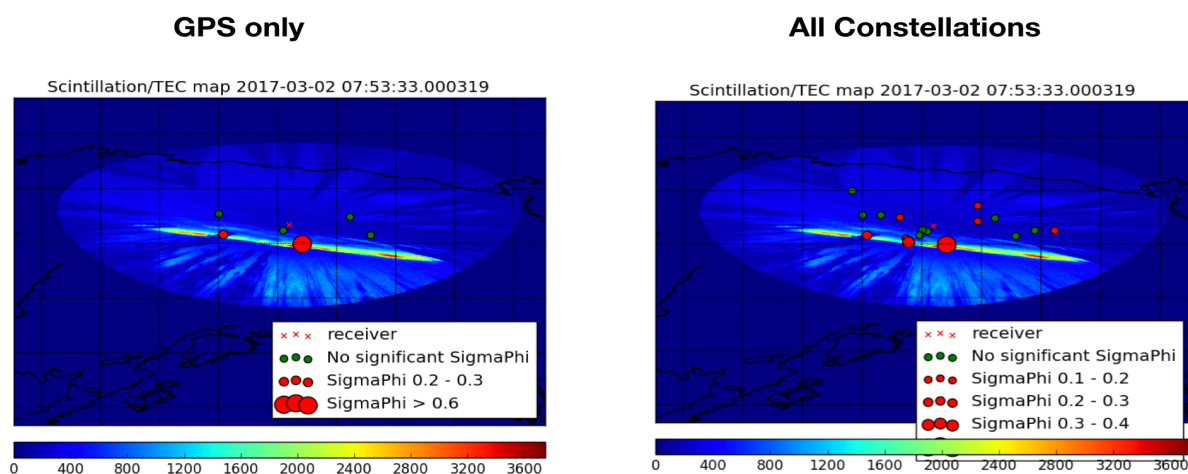 GPS only
All Constellations
Scintillation/TEC map 2017-03-02 07:53:33.000319
Scintillation/TEC map 2017-03-02 07:53:33.000319
receiver
No significant SigmaPhi
SigmaPhi 0.2 - 0.3
SigmaPhi > 0.6
receiver
No significant SigmaPhi
SigmaPhi 0.1 - 0.2
SigmaPhi 0.2 - 0.3
SigmaPhi 0.3 - 0.4
0 400 800 1200 1600 2000 2400 2800 3200 3600
0 400 800 1200 1600 2000 2400 2800 3200 3600